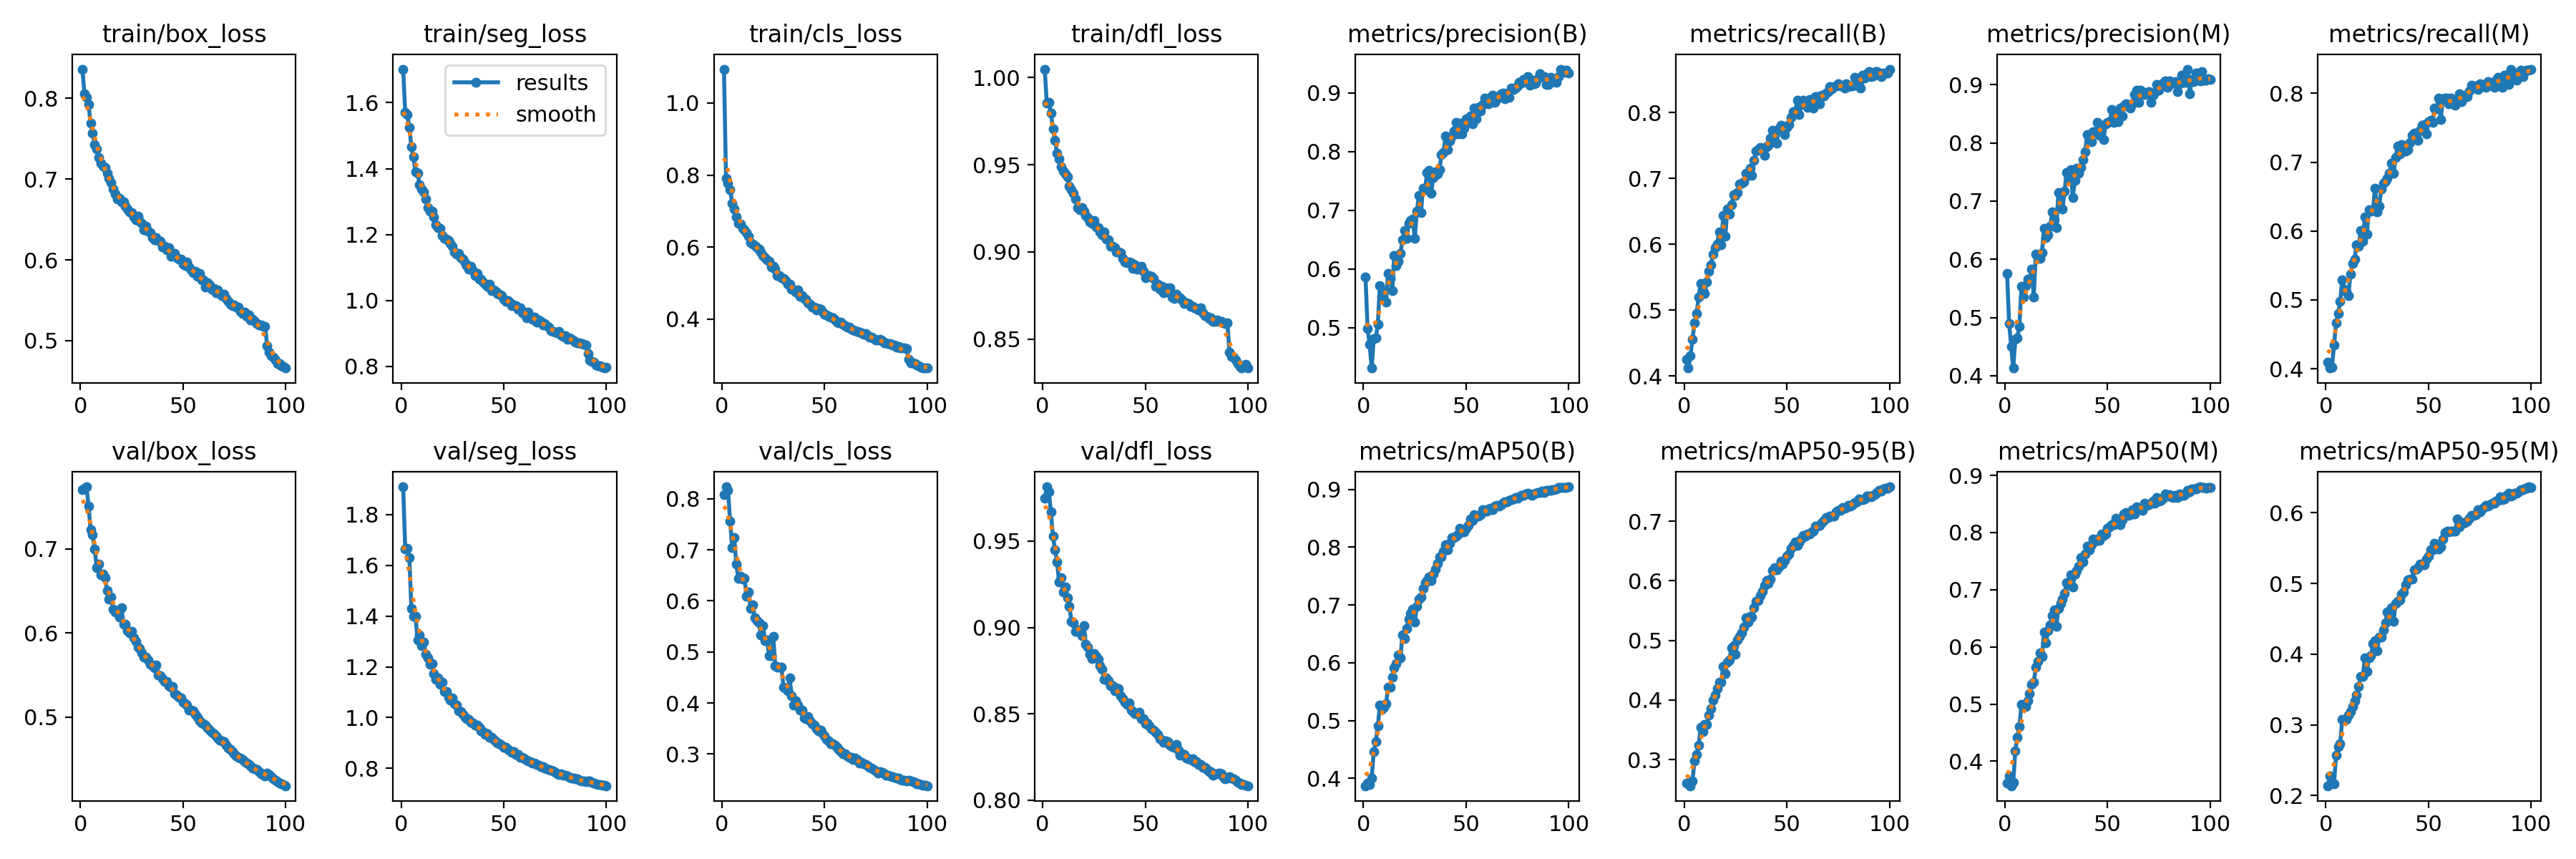 train/box_loss
train/seg_loss
train/cls_loss
train/dfl_loss
metrics/precision(B)
metrics/recall(B)
metrics/precision(M)
metrics/recall(M)
results
smooth
0.8
0.7
0.6
0.5
0 50 100
1.6
1.4
1.2
1.0
0.8
0 50 100
1.0
0.8
0.6
0.4
0 50 100
1.00
0.95
0.90
0.85
0 50 100
0.9
0.8
0.7
0.6
0.5
0 50 100
0.8
0.7
0.6
0.5
0.4
0 50 100
0.9
0.8
0.7
0.6
0.5
0.4
0 50 100
0.8
0.7
0.6
0.5
0.4
0 50 100
val/box_loss
val/seg_loss
val/cls_loss
val/dfl_loss
metrics/mAP50(B)
metrics/mAP50-95(B)
metrics/mAP50(M)
metrics/mAP50-95(M)
0.7
0.6
0.5
0 50 100
1.8
1.6
1.4
1.2
1.0
0.8
0 50 100
0.8
0.7
0.6
0.5
0.4
0.3
0 50 100
0.95
0.90
0.85
0.80
0 50 100
0.9
0.8
0.7
0.6
0.5
0.4
0 50 100
0.7
0.6
0.5
0.4
0.3
0 50 100
0.9
0.8
0.7
0.6
0.5
0.4
0 50 100
0.6
0.5
0.4
0.3
0.2
0 50 100